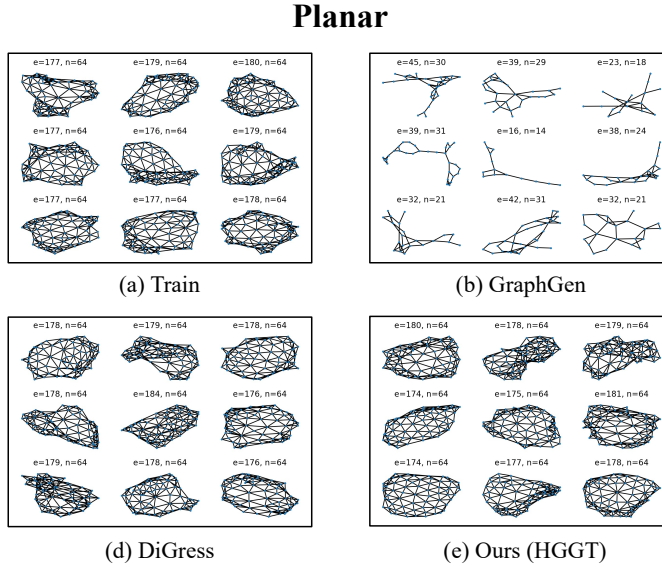 Planar
e=177, n=64 e=179, n=64 e=180, n=64
e=177, n=64 e=176, n=64 e=179, n=64
e=177, n=64 e=177, n=64 e=178, n=64
(a) Train
e=45, n=30 e=39, n=29 e=23, n=18
e=39, n=31 e=16, n=14 e=38, n=24
e=32, n=21 e=42, n=31 e=32, n=21
(b) GraphGen
e=178, n=64 e=179, n=64 e=178, n=64
e=178, n=64 e=184, n=64 e=176, n=64
e=179, n=64 e=178, n=64 e=176, n=64
(d) DiGress
e=180, n=64 e=178, n=64 e=179, n=64
e=174, n=64 e=175, n=64 e=181, n=64
e=174, n=64 e=177, n=64 e=178, n=64
(e) Ours (HGGT)